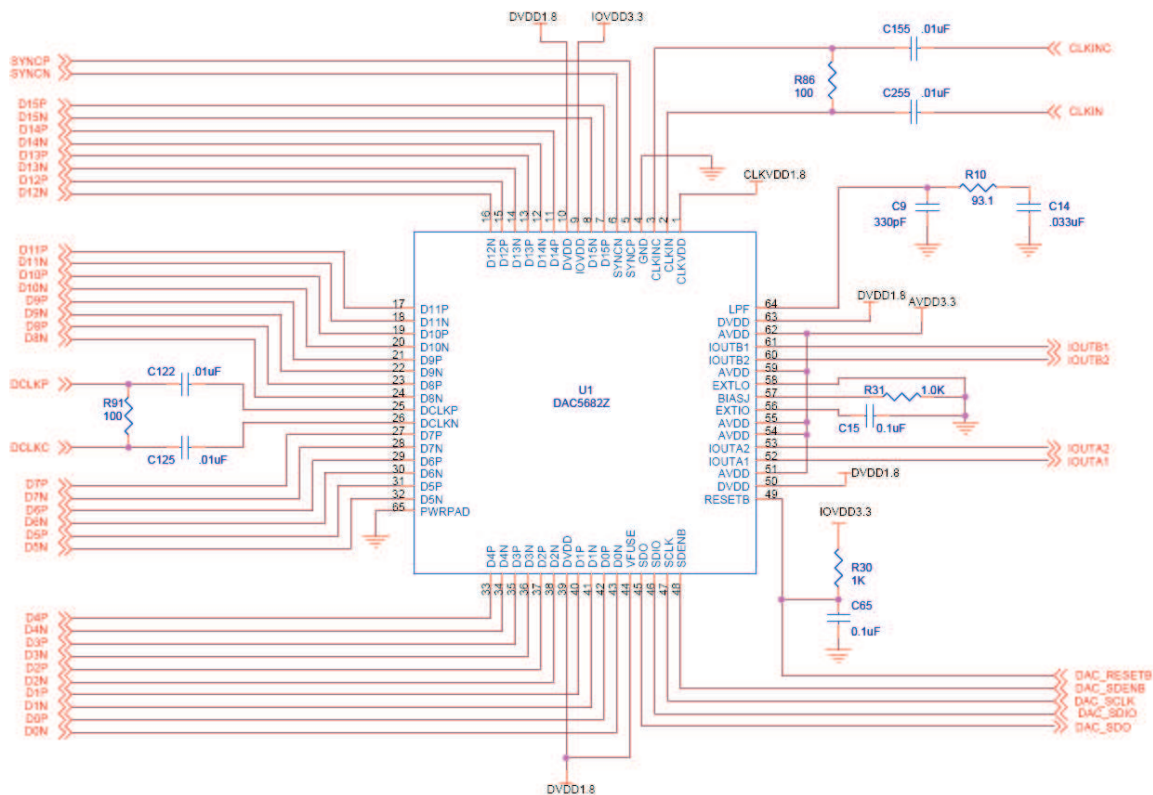 DVDD1.8
IOVDD3.3
C155 .01uF
CLKINC
SYNCP
SYNCN
R86
100
C255 .01uF
CLKIN
D15P
D15N
D14P
D14N
D13P
D13N
D12P
D12N
CLKVDD1.8
R10
93.1
C9
330pF
C14
.033uF
16 15 14 13 12 11 10 9 8 7 6 5 4 3 2 1
D12N D12P D13N D13P D14N D14P DVDD IOVDD D15N D15P SYNCN SYNCP GND CLKINC CLKIN CLKVDD
D11P
D11N
D10P
D10N
D9P
D9N
D8P
D8N
17 D11P
18 D11N
19 D10P
20 D10N
21 D9P
22 D9N
23 D8P
24 D8N
25 DCLKP
26 DCLKN
27 D7P
28 D7N
29 D6P
30 D6N
31 D5P
32 D5N
65 PWRPAD
U1
DAC5682Z
LPF 64
DVDD 63
AVDD 62
IOUTB1 61
IOUTB2 60
AVDD 59
EXTLO 58
BIASJ 57
EXTIO 56
AVDD 55
AVDD 54
IOUTA2 53
IOUTA1 52
AVDD 51
DVDD 50
RESETB 49
DVDD1.8
AVDD3.3
IOUTB1
IOUTB2
R31 1.0K
C15 0.1uF
IOUTA2
IOUTA1
DVDD1.8
C122 .01uF
DCLKP
R91
100
DCLKC
C125 .01uF
D7P
D7N
D6P
D6N
D5P
D5N
IOVDD3.3
R30
1K
C65
0.1uF
D4P D4N D3P D3N D2P D2N DVDD D1P D1N D0P D0N VFUSE SDO SDIO SCLK SDENB
33 34 35 36 37 38 39 40 41 42 43 44 45 46 47 48
D4P
D4N
D3P
D3N
D2P
D2N
D1P
D1N
D0P
D0N
DAC_RESETB
DAC_SDENB
DAC_SCLK
DAC_SDIO
DAC_SDO
DVDD1.8